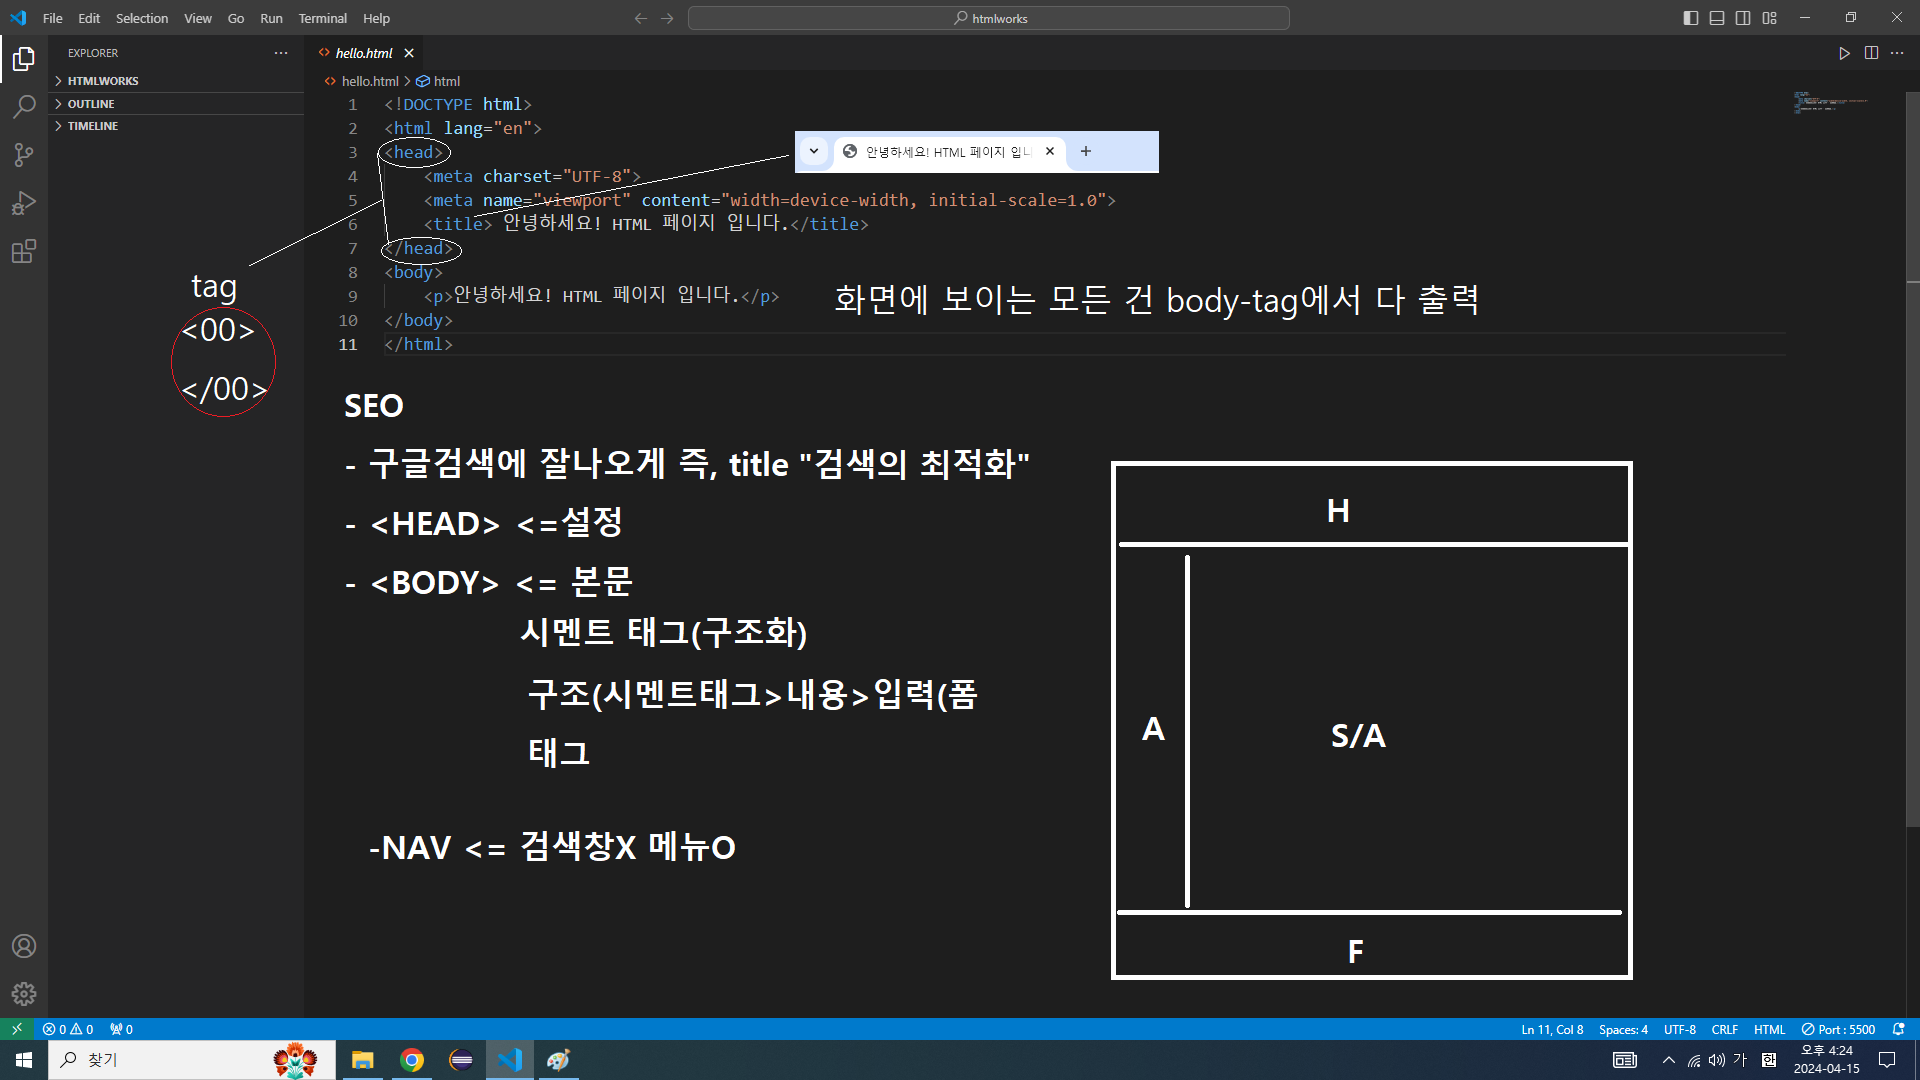 File Edit Selection View Go Run Terminal Help
htmlworks
EXPLORER
HTMLWORKS
OUTLINE
TIMELINE
hello.html
hello.html > html
1 <!DOCTYPE html>
2 <html lang="en">
3 <head>
4 <meta charset="UTF-8">
5 <meta name="viewport" content="width=device-width, initial-scale=1.0">
6 <title> 안녕하세요! HTML 페이지 입니다.</title>
7 </head>
8 <body>
9 <p>안녕하세요! HTML 페이지 입니다.</p>
10 </body>
11 </html>
안녕하세요! HTML 페이지 입니
tag
<00>
</00>
화면에 보이는 모든 건 body-tag에서 다 출력
SEO
- 구글검색에 잘나오게 즉, title "검색의 최적화"
- <HEAD> <=설정
- <BODY> <= 본문
시멘트 태그(구조화)
구조(시멘트태그>내용>입력(폼
태그
-NAV <= 검색창X 메뉴O
H
A
S/A
F
0 0 0
Ln 11, Col 8 Spaces: 4 UTF-8 CRLF HTML Port : 5500
찾기
가 한
오후 4:24
2024-04-15